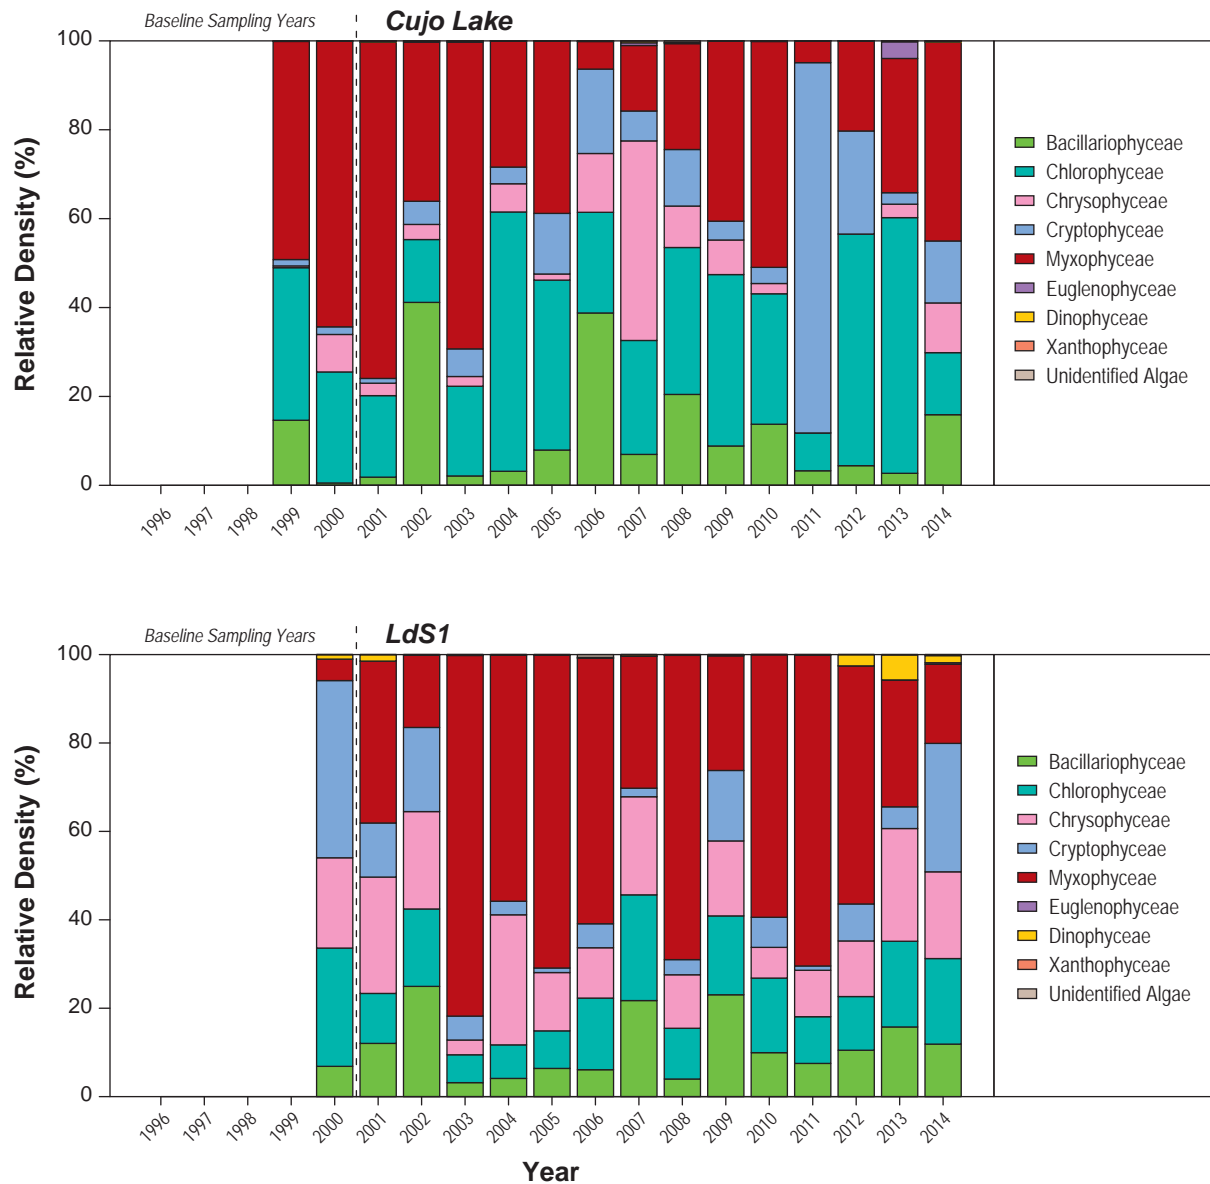 Baseline Sampling Years
Cujo Lake
Relative Density (%)
100
80
60
40
20
0
1996
1997
1998
1999
2000
2001
2002
2003
2004
2005
2006
2007
2008
2009
2010
2011
2012
2013
2014
Bacillariophyceae
Chlorophyceae
Chrysophyceae
Cryptophyceae
Myxophyceae
Euglenophyceae
Dinophyceae
Xanthophyceae
Unidentified Algae
Baseline Sampling Years
LdS1
Relative Density (%)
100
80
60
40
20
0
1996
1997
1998
1999
2000
2001
2002
2003
2004
2005
2006
2007
2008
2009
2010
2011
2012
2013
2014
Year
Bacillariophyceae
Chlorophyceae
Chrysophyceae
Cryptophyceae
Myxophyceae
Euglenophyceae
Dinophyceae
Xanthophyceae
Unidentified Algae